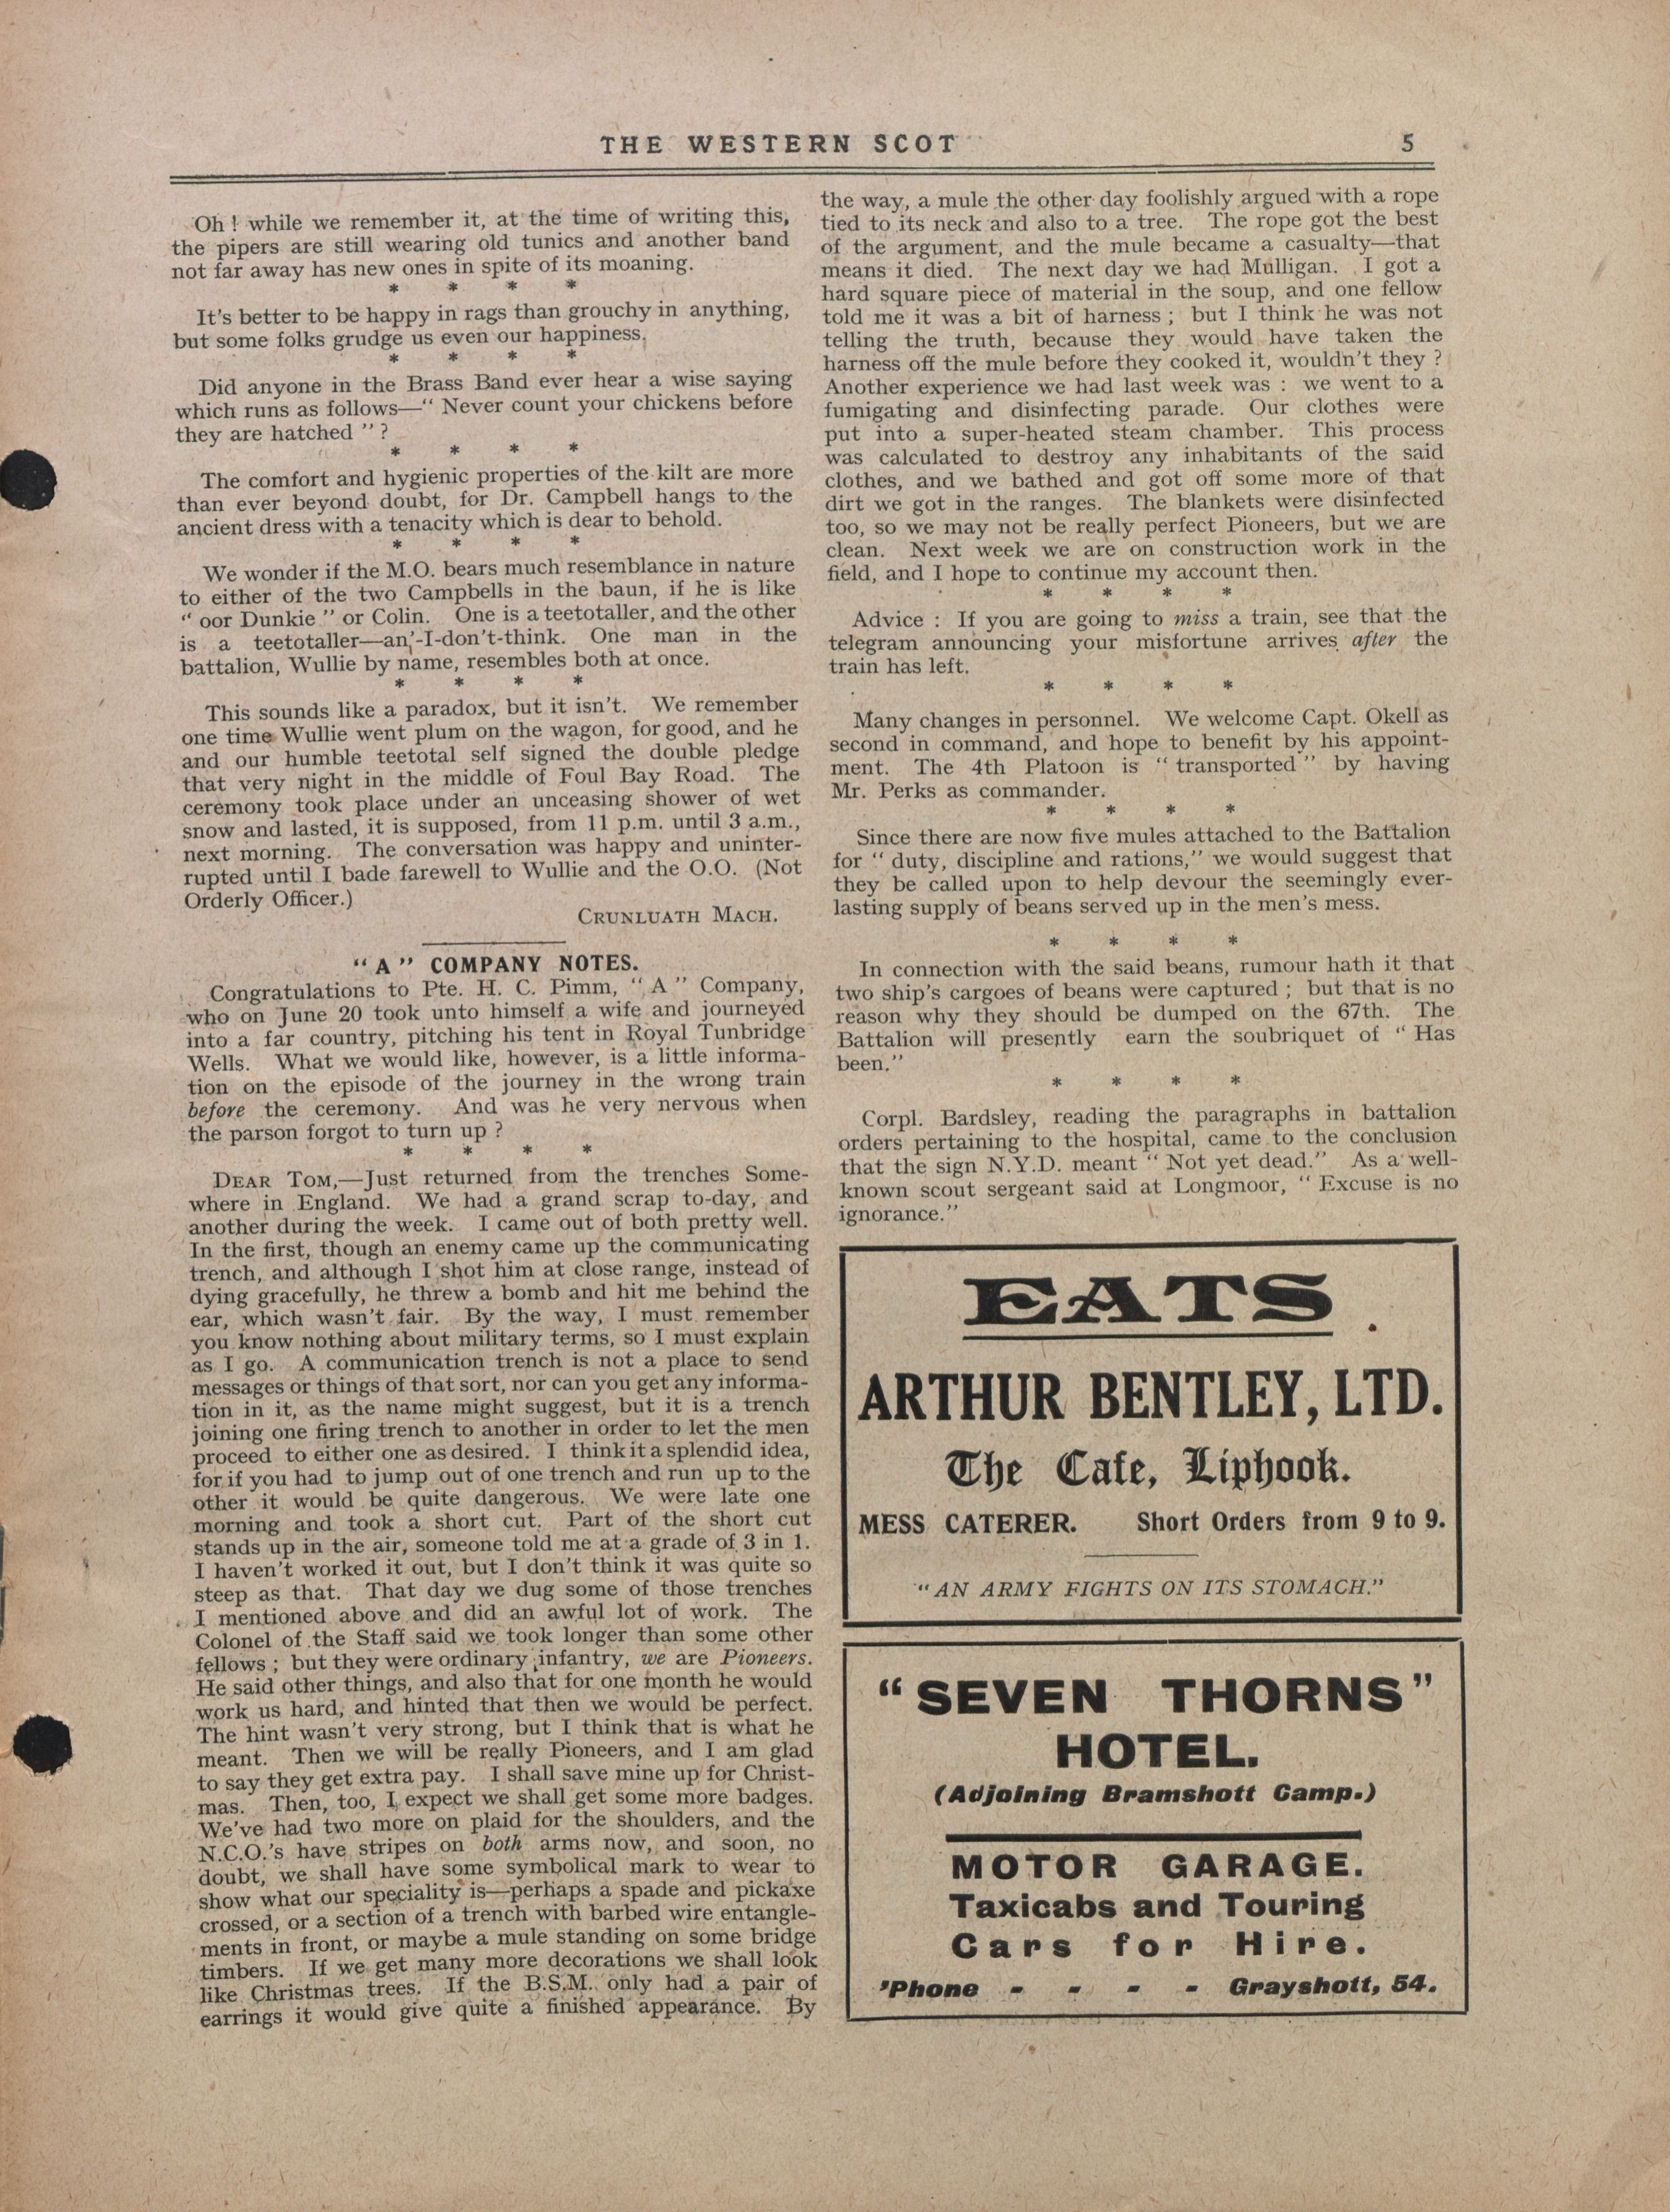 THE WESTERN SCOT 5
Oh! while we remember it, at the time of writing this,
the pipers are still wearing old tunics and another band
not far away has new ones in spite of its moaning.
* * * *
It's better to be happy in rags than grouchy in anything,
but some folks grudge us even our happiness.
* * * *
Did anyone in the Brass Band ever hear a wise saying
which runs as follows—" Never count your chickens before
they are hatched " ?
* * * *
The comfort and hygienic properties of the kilt are more
than ever beyond doubt, for Dr. Campbell hangs to the
ancient dress with a tenacity which is dear to behold.
* * * *
We wonder if the M.O. bears much resemblance in nature
to either of the two Campbells in the baun, if he is like
" oor Dunkie " or Colin. One is a teetotaller, and the other
is a teetotaller—an'-I-don't-think. One man in the
battalion, Wullie by name, resembles both at once.
* * * *
This sounds like a paradox, but it isn't. We remember
one time Wullie went plum on the wagon, for good, and he
and our humble teetotal self signed the double pledge
that very night in the middle of Foul Bay Road. The
ceremony took place under an unceasing shower of wet
snow and lasted, it is supposed, from 11 p.m. until 3 a.m.,
next morning. The conversation was happy and uninter-
rupted until I bade farewell to Wullie and the O.O. (Not
Orderly Officer.)
CRUNLUATH MACH.
" A " COMPANY NOTES.
Congratulations to Pte. H. C. Pimm, " A " Company,
who on June 20 took unto himself a wife and journeyed
into a far country, pitching his tent in Royal Tunbridge
Wells. What we would like, however, is a little informa-
tion on the episode of the journey in the wrong train
before the ceremony. And was he very nervous when
the parson forgot to turn up ?
* * * *
DEAR TOM,—Just returned from the trenches Some-
where in England. We had a grand scrap to-day, and
another during the week. I came out of both pretty well.
In the first, though an enemy came up the communicating
trench, and although I shot him at close range, instead of
dying gracefully, he threw a bomb and hit me behind the
ear, which wasn't fair. By the way, I must remember
you know nothing about military terms, so I must explain
as I go. A communication trench is not a place to send
messages or things of that sort, nor can you get any informa-
tion in it, as the name might suggest, but it is a trench
joining one firing trench to another in order to let the men
proceed to either one as desired. I think it a splendid idea,
for if you had to jump out of one trench and run up to the
other it would be quite dangerous. We were late one
morning and took a short cut. Part of the short cut
stands up in the air, someone told me at a grade of 3 in 1.
I haven't worked it out, but I don't think it was quite so
steep as that. That day we dug some of those trenches
I mentioned above and did an awful lot of work. The
Colonel of the Staff said we took longer than some other
fellows ; but they were ordinary infantry, we are Pioneers.
He said other things, and also that for one month he would
work us hard, and hinted that then we would be perfect.
The hint wasn't very strong, but I think that is what he
meant. Then we will be really Pioneers, and I am glad
to say they get extra pay. I shall save mine up for Christ-
mas. Then, too, I expect we shall get some more badges.
We've had two more on plaid for the shoulders, and the
N.C.O.'s have stripes on both arms now, and soon, no
doubt, we shall have some symbolical mark to wear to
show what our speciality is—perhaps a spade and pickaxe
crossed, or a section of a trench with barbed wire entangle-
ments in front, or maybe a mule standing on some bridge
timbers. If we get many more decorations we shall look
like Christmas trees. If the B.S.M. only had a pair of
earrings it would give quite a finished appearance. By
the way, a mule the other day foolishly argued with a rope
tied to its neck and also to a tree. The rope got the best
of the argument, and the mule became a casualty—that
means it died. The next day we had Mulligan. I got a
hard square piece of material in the soup, and one fellow
told me it was a bit of harness ; but I think he was not
telling the truth, because they would have taken the
harness off the mule before they cooked it, wouldn't they ?
Another experience we had last week was : we went to a
fumigating and disinfecting parade. Our clothes were
put into a super-heated steam chamber. This process
was calculated to destroy any inhabitants of the said
clothes, and we bathed and got off some more of that
dirt we got in the ranges. The blankets were disinfected
too, so we may not be really perfect Pioneers, but we are
clean. Next week we are on construction work in the
field, and I hope to continue my account then.
* * * *
Advice : If you are going to miss a train, see that the
telegram announcing your misfortune arrives after the
train has left.
* * * *
Many changes in personnel. We welcome Capt. Okell as
second in command, and hope to benefit by his appoint-
ment. The 4th Platoon is " transported " by having
Mr. Perks as commander.
* * * *
Since there are now five mules attached to the Battalion
for " duty, discipline and rations," we would suggest that
they be called upon to help devour the seemingly ever-
lasting supply of beans served up in the men's mess.
* * * *
In connection with the said beans, rumour hath it that
two ship's cargoes of beans were captured ; but that is no
reason why they should be dumped on the 67th. The
Battalion will presently earn the soubriquet of " Has
been."
* * * *
Corpl. Bardsley, reading the paragraphs in battalion
orders pertaining to the hospital, came to the conclusion
that the sign N.Y.D. meant " Not yet dead." As a well-
known scout sergeant said at Longmoor, " Excuse is no
ignorance."
EATS
ARTHUR BENTLEY, LTD.
The Cafe, Liphook.
MESS CATERER. Short Orders from 9 to 9.
"AN ARMY FIGHTS ON ITS STOMACH."
"SEVEN THORNS"
HOTEL.
(Adjoining Bramshott Camp.)
MOTOR GARAGE.
Taxicabs and Touring
Cars for Hire.
'Phone - - - - Grayshott, 54.